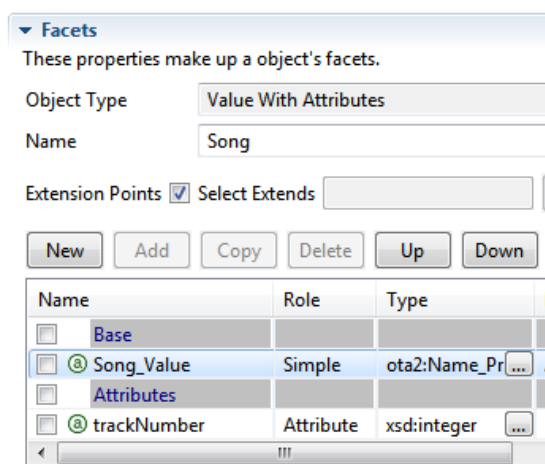 Facets
These properties make up a object's facets.
Object Type Value With Attributes
Name Song
Extension Points Select Extends
New Add Copy Delete Up Down
Name Role Type
Base
Song_Value Simple ota2:Name_Pr ...
Attributes
trackNumber Attribute xsd:integer ...